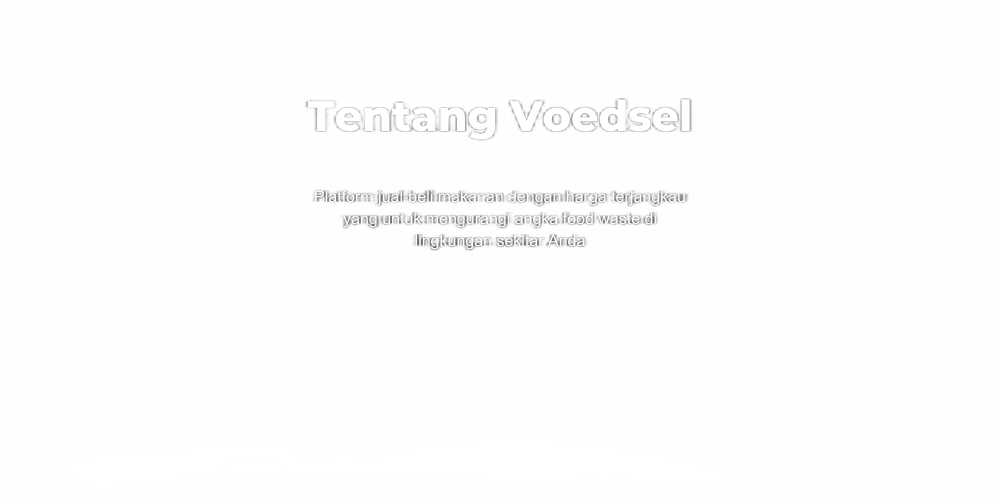 Tentang Voedsel
Platform jual-beli makanan dengan harga terjangkau
yang untuk mengurangi angka food waste di
lingkungan sekitar Anda